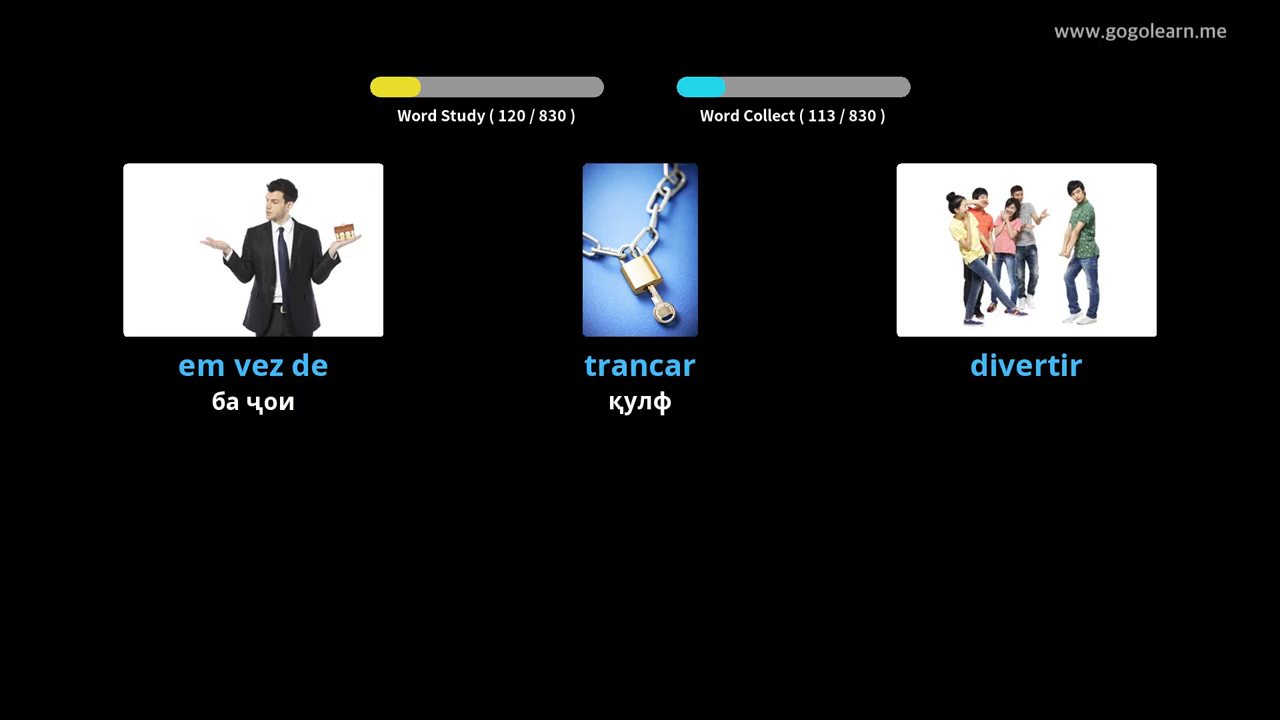 www.gogolearn.me
Word Study ( 120 / 830 )
Word Collect ( 113 / 830 )
em vez de
trancar
divertir
ба ҷои
қулф